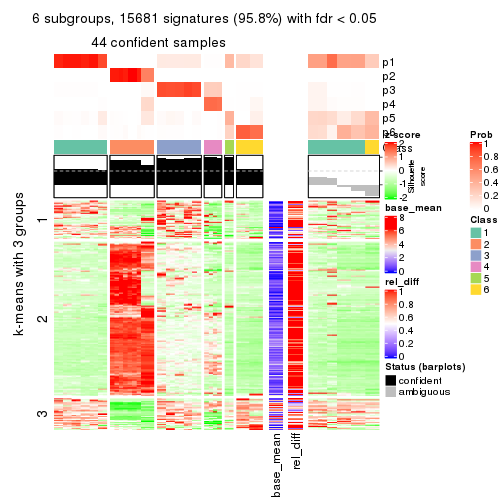 6 subgroups, 15681 signatures (95.8%) with fdr < 0.05
44 confident samples
p1
p2
p3
p4
p5
p6
Class
Silhouette
score
1
2
3
k-means with 3 groups
base_mean
rel_diff
z-score
2
1
0
-1
-2
base_mean
8
6
4
2
0
rel_diff
1
0.8
0.6
0.4
0.2
0
Status (barplots)
confident
ambiguous
Prob
1
0.8
0.6
0.4
0.2
0
Class
1
2
3
4
5
6